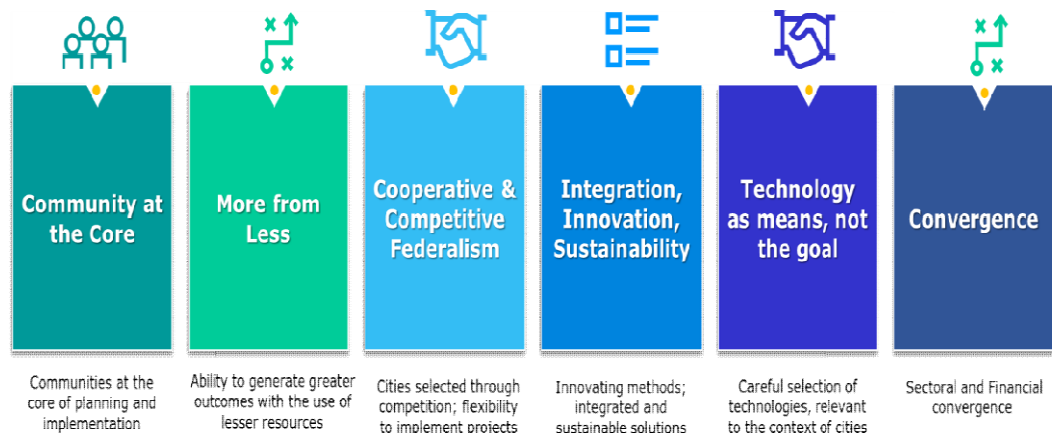 Community at
the Core
More from
Less
Cooperative &
Competitive
Federalism
Integration,
Innovation,
Sustainability
Technology
as means, not
the goal
Convergence
Communities at the
core of planning and
implementation
Ability to generate greater
outcomes with the use of
lesser resources
Cities selected through
competition; flexibility
to implement projects
Innovating methods;
integrated and
sustainable solutions
Careful selection of
technologies, relevant
to the context of cities
Sectoral and Financial
convergence